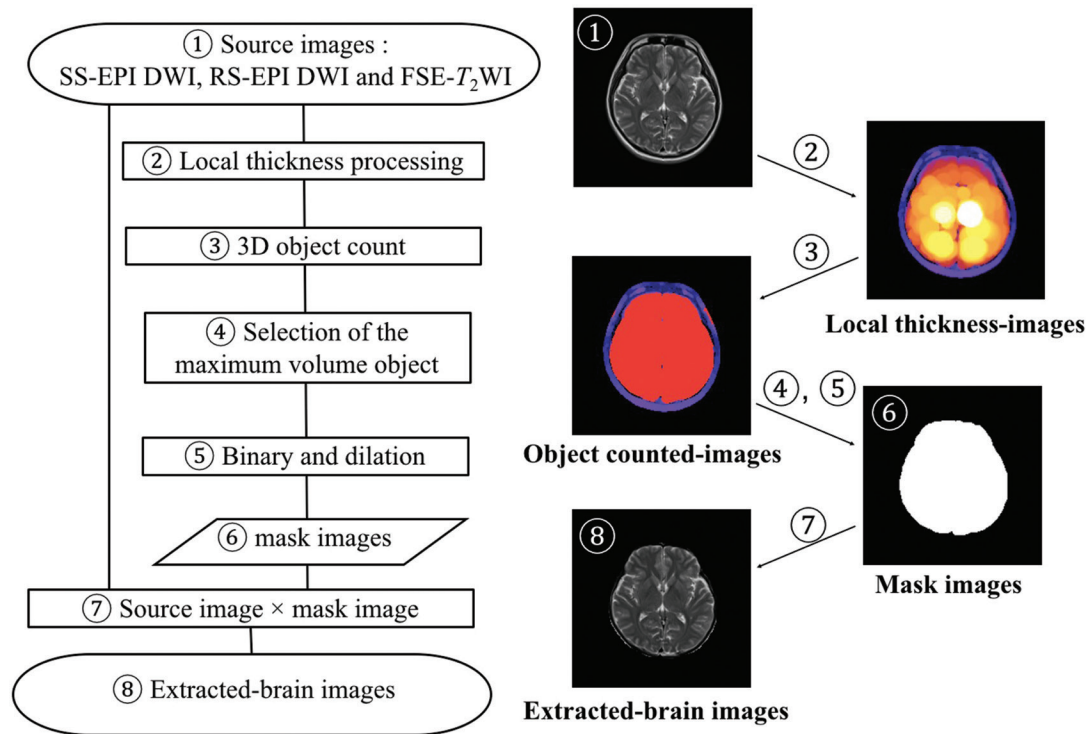 ① Source images :
SS-EPI DWI, RS-EPI DWI and FSE-T₂WI
② Local thickness processing
③ 3D object count
④ Selection of the
maximum volume object
⑤ Binary and dilation
⑥ mask images
⑦ Source image × mask image
⑧ Extracted-brain images
①
②
Local thickness-images
③
Object counted-images
④, ⑤
⑥
Mask images
⑦
⑧
Extracted-brain images